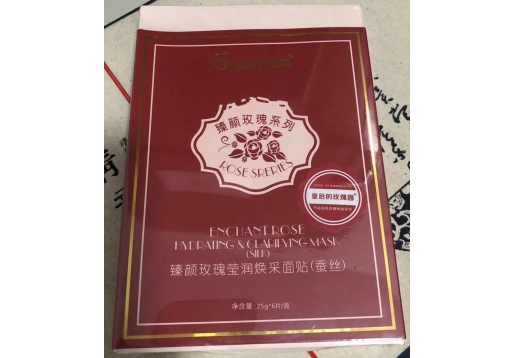 臻颜玫瑰系列
ROSE SRERIES
皇后的玫瑰园
ENCHANT.ROSE
HYDRATING & CLARIFYING MASK
(SILK)
臻颜玫瑰莹润焕采面贴(蚕丝)
净含量:25g*6片/盒